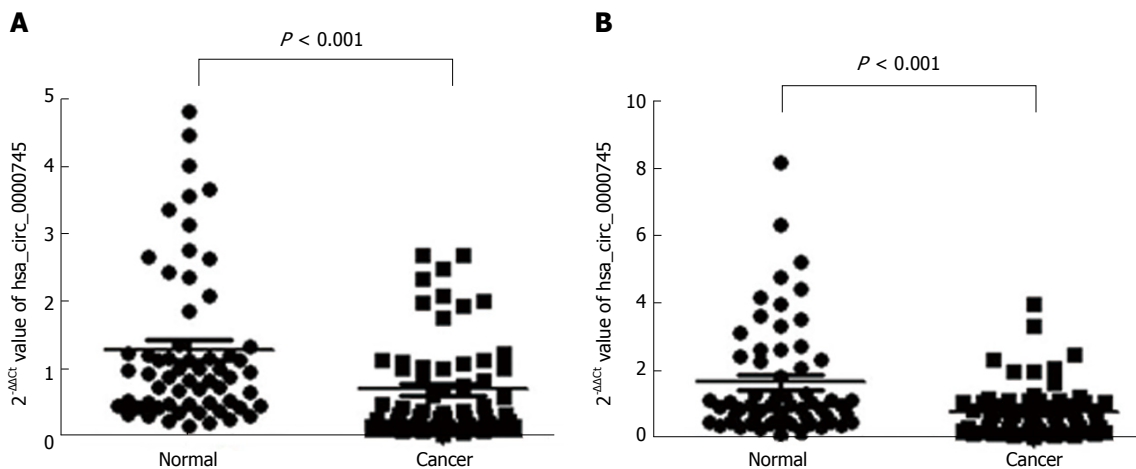 A
P < 0.001
2-ΔΔCt value of hsa_circ_0000745
5
4
3
2
1
0
Normal
Cancer
B
P < 0.001
2-ΔΔCt value of hsa_circ_0000745
10
8
6
4
2
0
Normal
Cancer